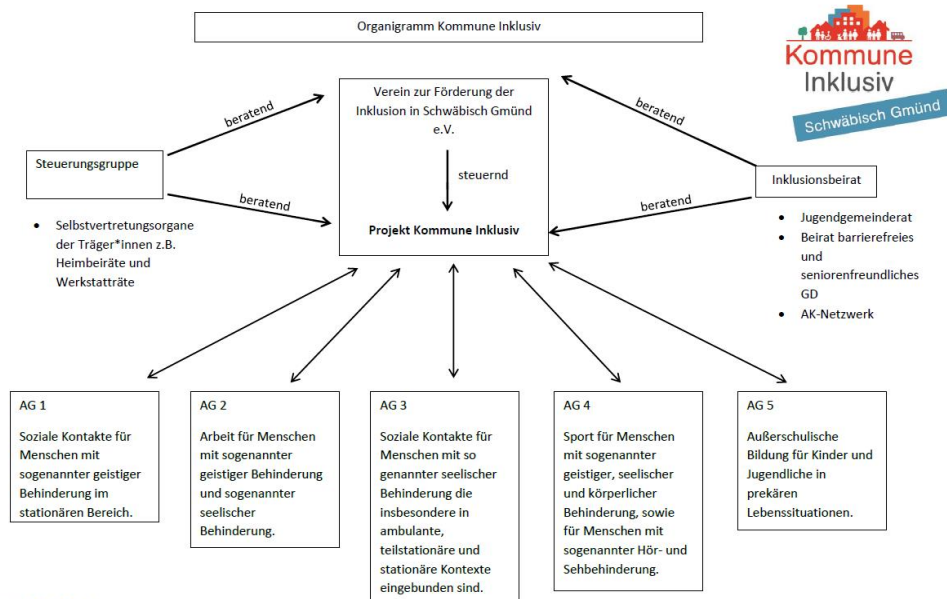 Organigramm Kommune Inklusiv
Kommune
Inklusiv
Schwäbisch Gmünd
Verein zur Förderung der
Inklusion in Schwäbisch Gmünd
e.V.
steuernd
Projekt Kommune Inklusiv
beratend
beratend
beratend
beratend
Steuerungsgruppe
• Selbstvertretungsorgane
der Träger*innen z.B.
Heimbeiräte und
Werkstatträte
Inklusionsbeirat
• Jugendgemeinderat
• Beirat barrierefreies
und
seniorenfreundliches
GD
• AK-Netzwerk
AG 1
Soziale Kontakte für
Menschen mit
sogenannter geistiger
Behinderung im
stationären Bereich.
AG 2
Arbeit für Menschen
mit sogenannter
geistiger Behinderung
und sogenannter
seelischer
Behinderung.
AG 3
Soziale Kontakte für
Menschen mit so
genannter seelischer
Behinderung die
insbesondere in
ambulante,
teilstationäre und
stationäre Kontexte
eingebunden sind.
AG 4
Sport für Menschen
mit sogenannter
geistiger, seelischer
und körperlicher
Behinderung, sowie
für Menschen mit
sogenannter Hör- und
Sehbehinderung.
AG 5
Außerschulische
Bildung für Kinder und
Jugendliche in
prekären
Lebenssituationen.